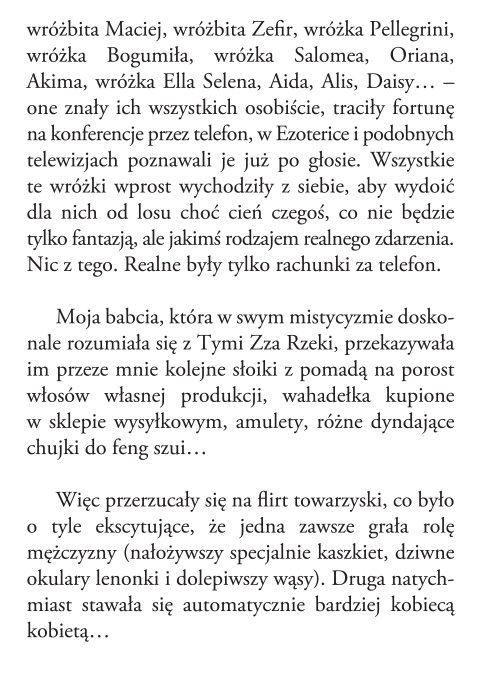 wróżbita Maciej, wróżbita Zefir, wróżka Pellegrini,
wróżka Bogumiła, wróżka Salomea, Oriana,
Akima, wróżka Ella Selena, Aida, Alis, Daisy… –
one znały ich wszystkich osobiście, traciły fortunę
na konferencje przez telefon, w Ezoterice i podobnych
telewizjach poznawali je już po głosie. Wszystkie
te wróżki wprost wychodziły z siebie, aby wydoić
dla nich od losu choć cień czegoś, co nie będzie
tylko fantazją, ale jakimś rodzajem realnego zdarzenia.
Nic z tego. Realne były tylko rachunki za telefon.
Moja babcia, która w swym mistycyzmie dosko-
nale rozumiała się z Tymi Zza Rzeki, przekazywała
im przeze mnie kolejne słoiki z pomadą na porost
włosów własnej produkcji, wahadełka kupione
w sklepie wysyłkowym, amulety, różne dyndające
chujki do feng szui…
Więc przerzucały się na flirt towarzyski, co było
o tyle ekscytujące, że jedna zawsze grała rolę
mężczyzny (nałożywszy specjalnie kaszkiet, dziwne
okulary lenonki i dolepiwszy wąsy). Druga natych-
miast stawała się automatycznie bardziej kobiecą
kobietą…